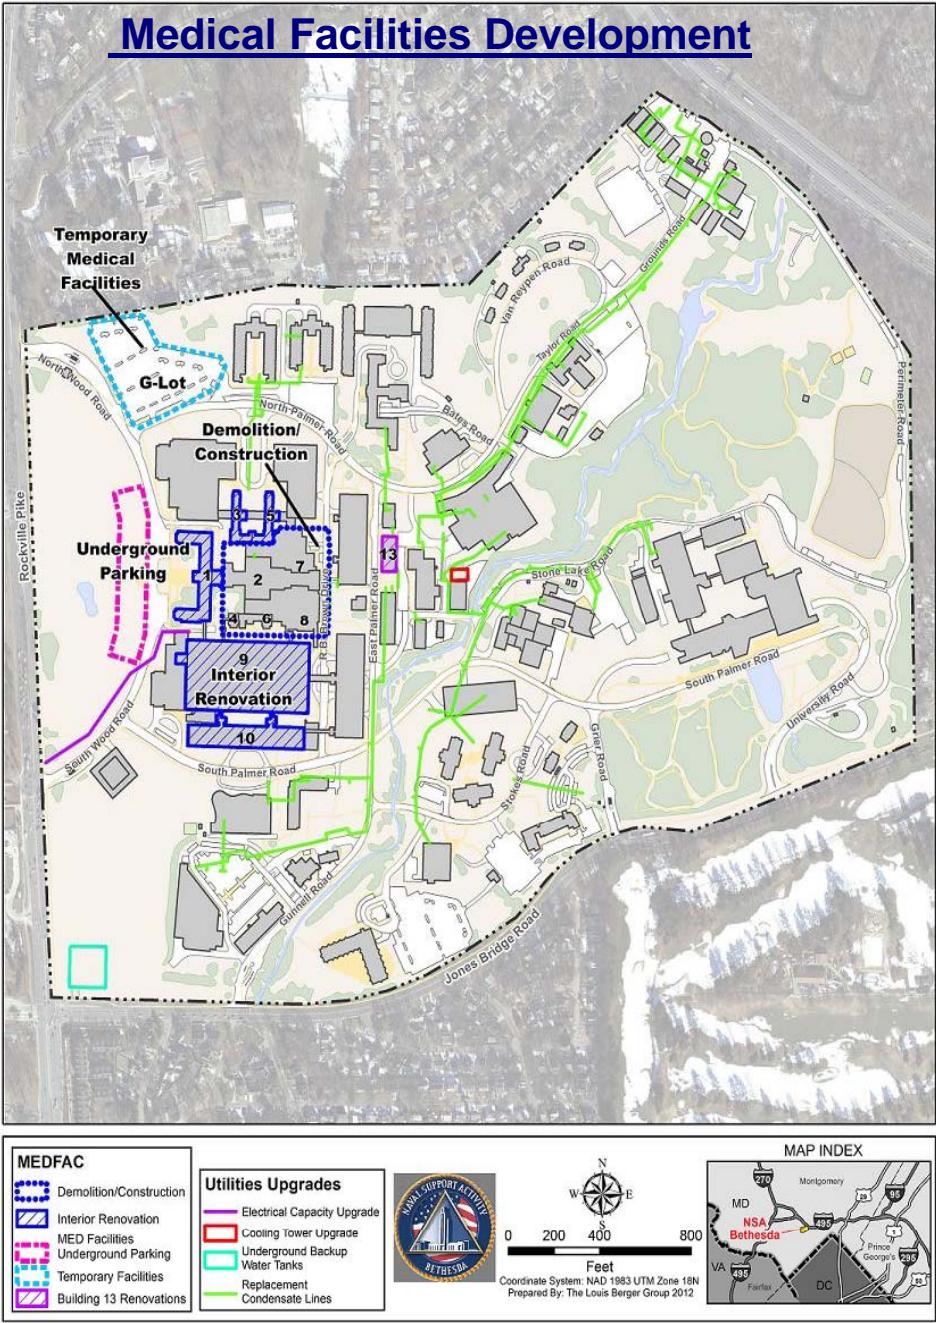 Medical Facilities Development
Temporary
Medical
Facilities
G-Lot
North Wood Road
North Palmer Road
Demolition/
Construction
Bates Road
Van Reypen Road
Taylor Road
Grounds Road
Perimeter Road
Rockville Pike
Underground
Parking
1
2
3
4
5
6
7
8
13
R.B. Brown Drive
East Palmer Road
Stone Lake Road
9
Interior
Renovation
10
South Wood Road
South Palmer Road
South Palmer Road
University Road
Grier Road
Stokes Road
Gunnell Road
Jones Bridge Road
MEDFAC
Demolition/Construction
Interior Renovation
MED Facilities
Underground Parking
Temporary Facilities
Building 13 Renovations
Utilities Upgrades
Electrical Capacity Upgrade
Cooling Tower Upgrade
Underground Backup
Water Tanks
Replacement
Condensate Lines
NAVAL SUPPORT ACTIVITY
BETHESDA
N
W E
S
0 200 400 800
Feet
Coordinate System: NAD 1983 UTM Zone 18N
Prepared By: The Louis Berger Group 2012
MAP INDEX
270
Montgomery
29
95
MD
NSA
Bethesda
495
Prince
George's
295
VA
495
Fairfax
DC
50